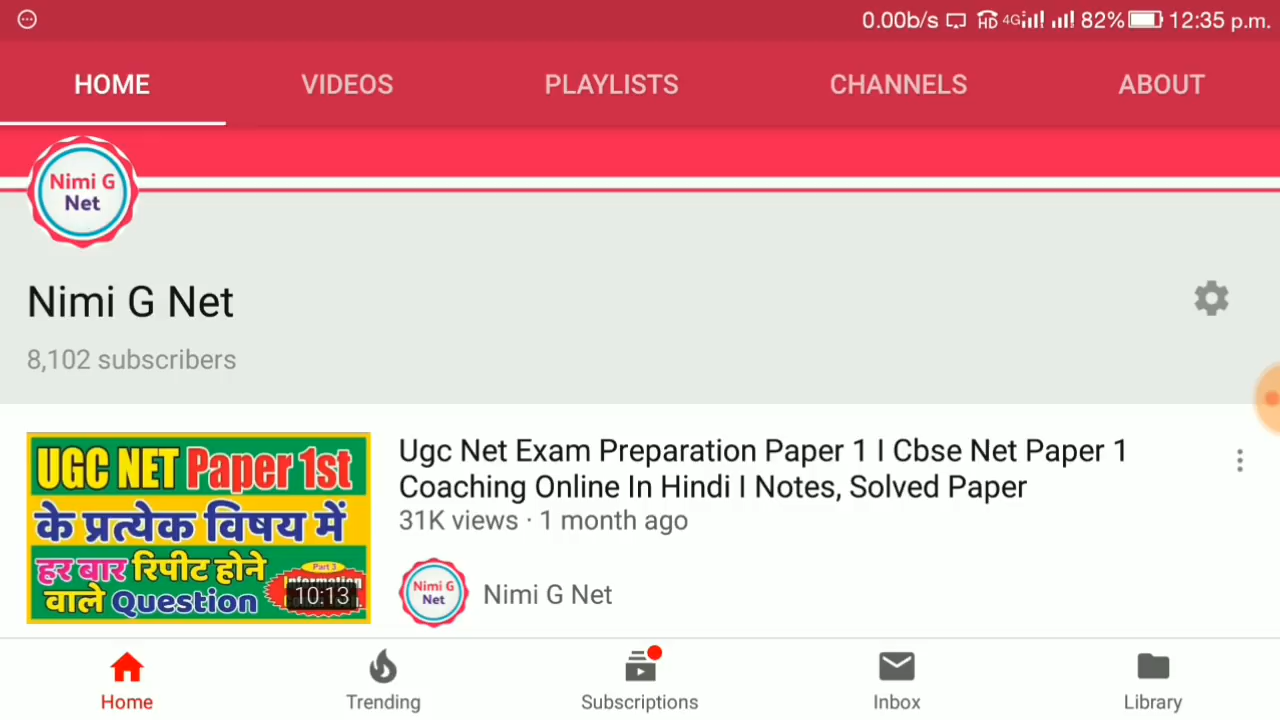 0.00b/s HD 4G 82% 12:35 p.m.
HOME VIDEOS PLAYLISTS CHANNELS ABOUT
Nimi G
Net
Nimi G Net
8,102 subscribers
UGC NET Paper 1st
के प्रत्येक विषय में
हर बार रिपीट होने
वाले Question
Part 3
Information
10:13
Ugc Net Exam Preparation Paper 1 I Cbse Net Paper 1
Coaching Online In Hindi I Notes, Solved Paper
31K views · 1 month ago
Nimi G
Net
Nimi G Net
Home Trending Subscriptions Inbox Library